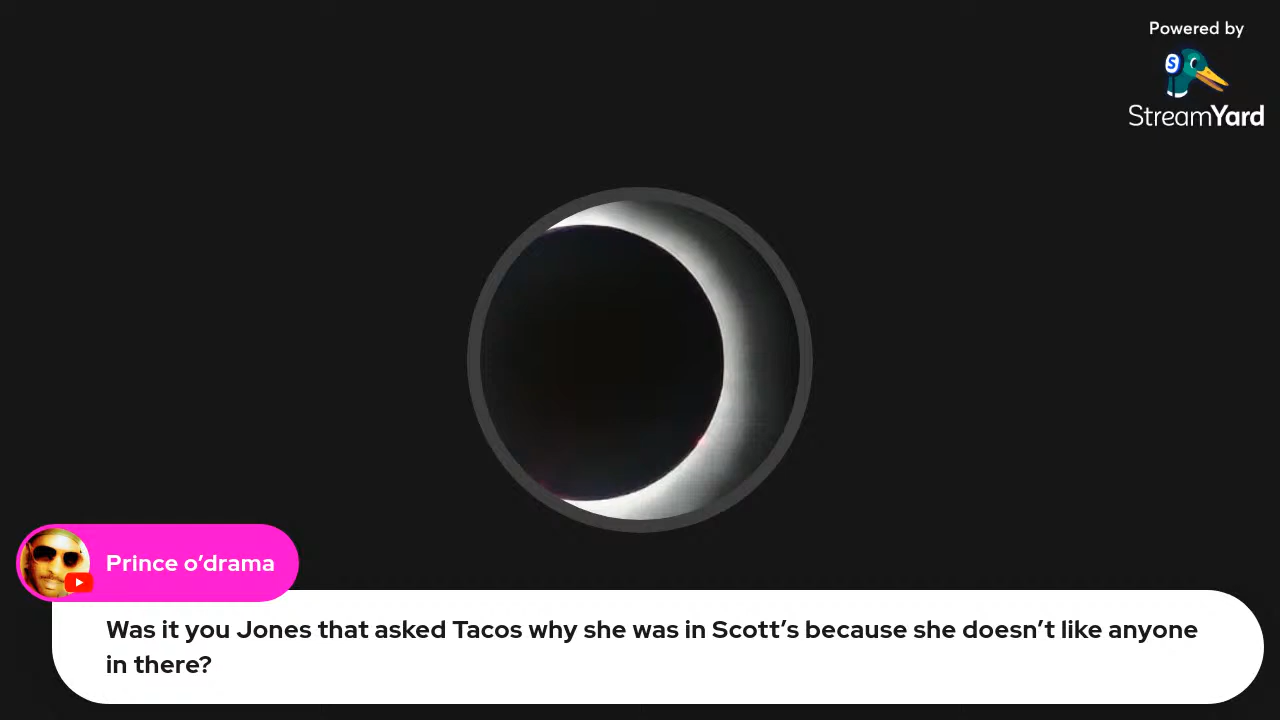 Powered by
S
StreamYard
Prince o’drama
Was it you Jones that asked Tacos why she was in Scott’s because she doesn’t like anyone
in there?